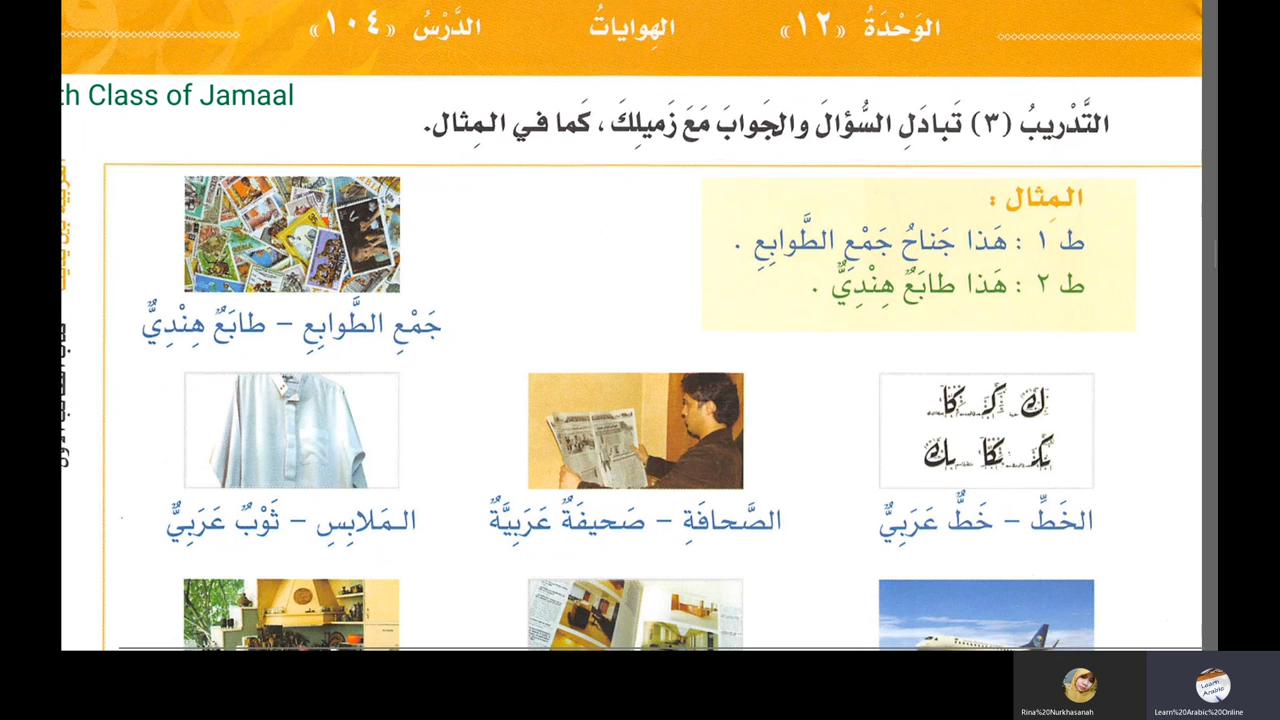 الوَحْدَةُ «١٢» الهِواياتُ الدَّرْسُ «١٠٤»
th Class of Jamaal
التَّدْريبُ (٣) تَبادَلِ السُّؤالَ والجَوابَ مَعَ زَميلِكَ، كَما في المِثال.
المِثال :
ط ١ : هَذا جَناحُ جَمْعِ الطَّوابِعِ .
ط ٢ : هَذا طابَعٌ هِنْدِيٌّ .
جَمْعِ الطَّوابِعِ – طابَعٌ هِنْدِيٌّ
الخَطِّ – خَطٌّ عَرَبِيٌّ
الصَّحافَةِ – صَحيفَةٌ عَرَبِيَّةٌ
المَلابِسِ – ثَوْبٌ عَرَبِيٌّ
Rina%20Nurkhasanah
Learn%20Arabic%20Online